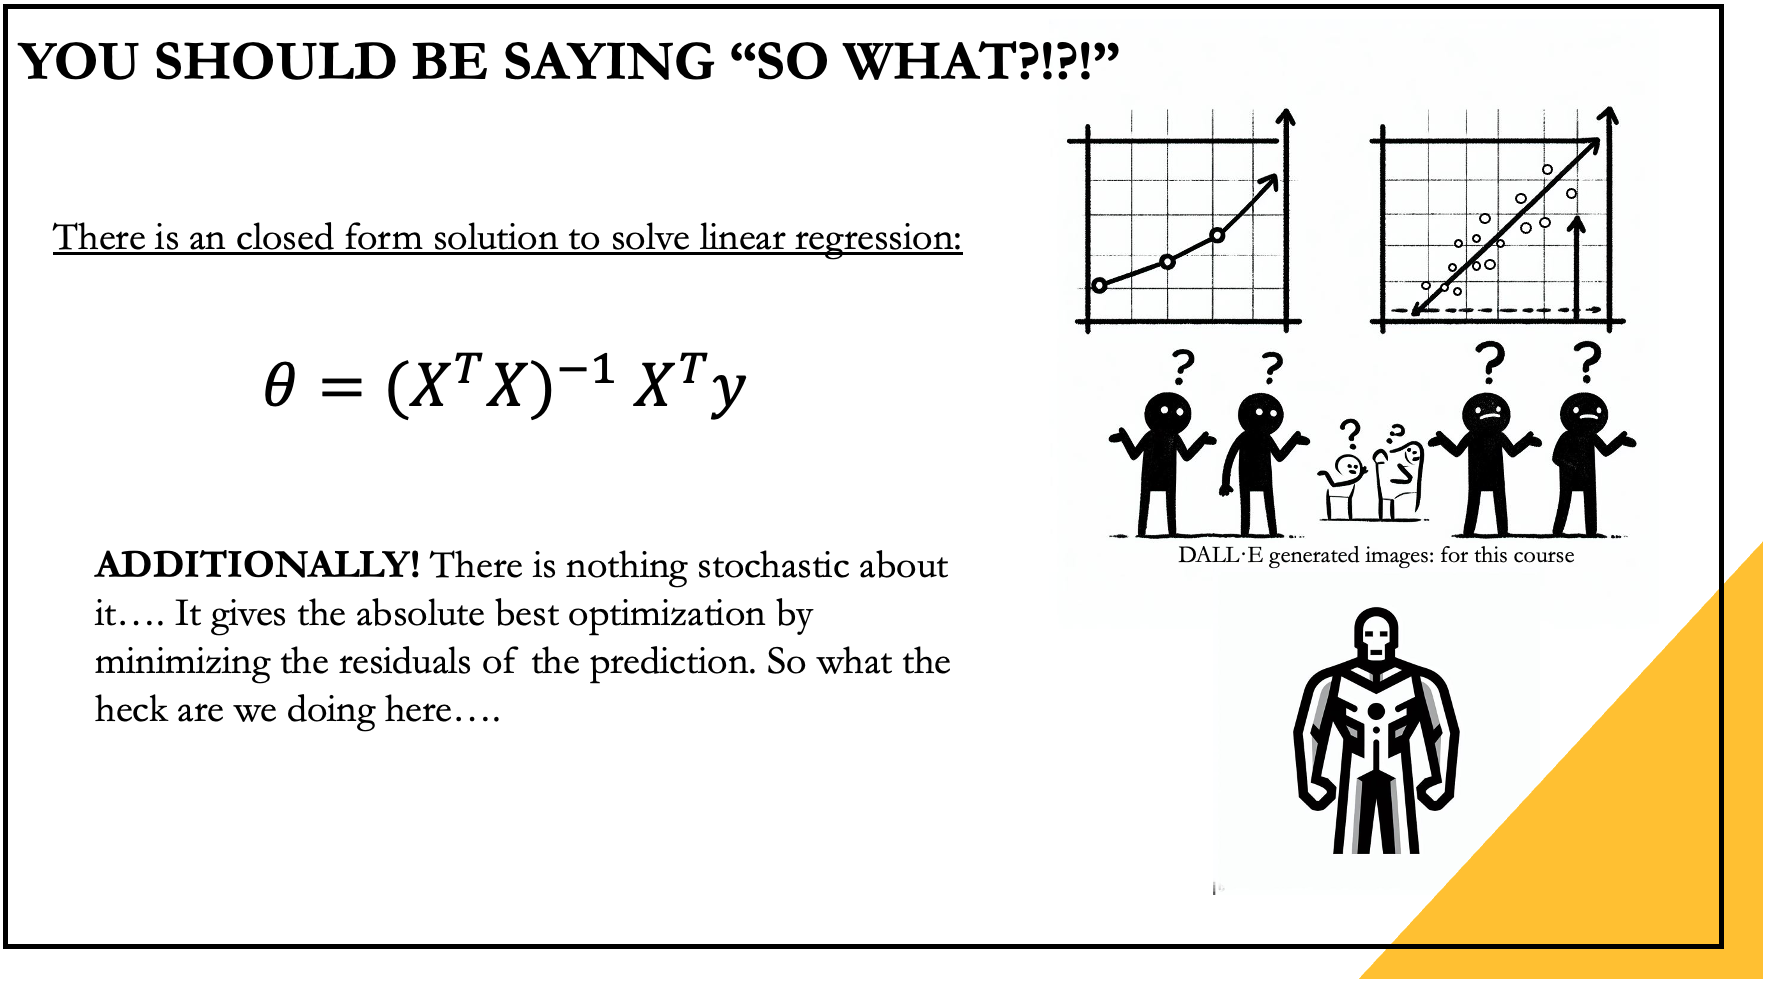 YOU SHOULD BE SAYING “SO WHAT?!?!”
There is an closed form solution to solve linear regression:
θ = (XᵀX)⁻¹ Xᵀy
ADDITIONALLY! There is nothing stochastic about
it…. It gives the absolute best optimization by
minimizing the residuals of the prediction. So what the
heck are we doing here….
? ? ? ? ? ?
DALL·E generated images: for this course